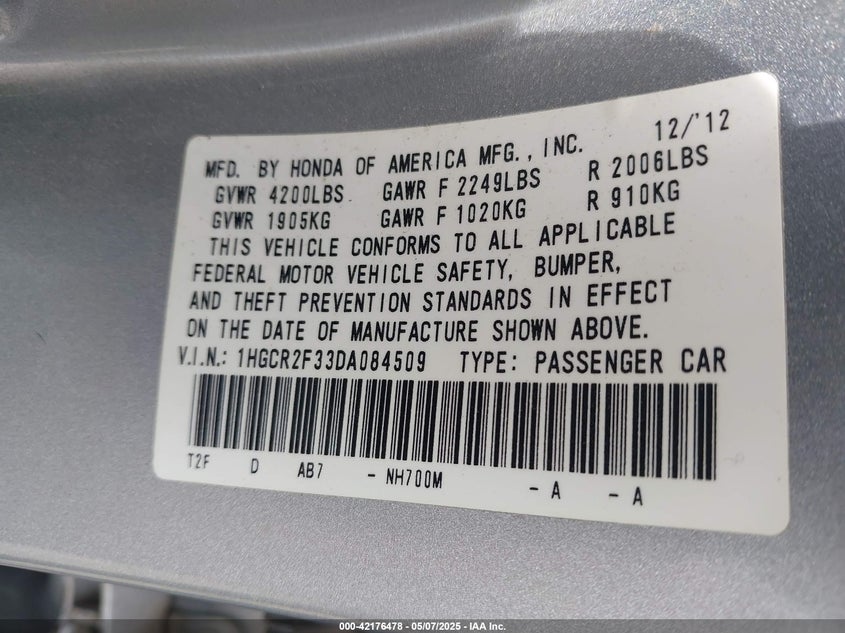 12/'12
MFD. BY HONDA OF AMERICA MFG., INC.
GVWR 4200LBS GAWR F 2249LBS R 2006LBS
GVWR 1905KG GAWR F 1020KG R 910KG
THIS VEHICLE CONFORMS TO ALL APPLICABLE
FEDERAL MOTOR VEHICLE SAFETY, BUMPER,
AND THEFT PREVENTION STANDARDS IN EFFECT
ON THE DATE OF MANUFACTURE SHOWN ABOVE.
V.I.N.: 1HGCR2F33DA084509 TYPE: PASSENGER CAR
T2F D AB7 - NH700M - A - A
000-42176478 — 05/07/2025 — IAA Inc.